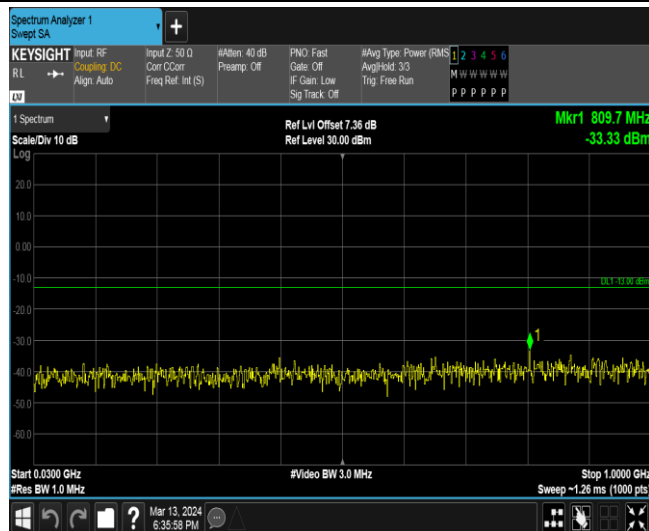 Spectrum Analyzer 1
Swept SA
+
KEYSIGHT
RL
LXI
Input: RF
Coupling: DC
Align: Auto
Input Z: 50 Ω
Corr CCorr
Freq Ref: Int (S)
#Atten: 40 dB
Preamp: Off
PNO: Fast
Gate: Off
IF Gain: Low
Sig Track: Off
#Avg Type: Power (RMS
Avg|Hold: 3/3
Trig: Free Run
1 2 3 4 5 6
M W W W W W
P P P P P P
1 Spectrum
Scale/Div 10 dB
Log
Ref Lvl Offset 7.36 dB
Ref Level 30.00 dBm
Mkr1 809.7 MHz
-33.33 dBm
20.0
10.0
0.00
-10.0
DL1 -13.00 dBm
-20.0
-30.0
1
-40.0
-50.0
-60.0
Start 0.0300 GHz
#Video BW 3.0 MHz
Stop 1.0000 GHz
#Res BW 1.0 MHz
Sweep ~1.26 ms (1000 pts)
?
Mar 13, 2024
6:35:58 PM